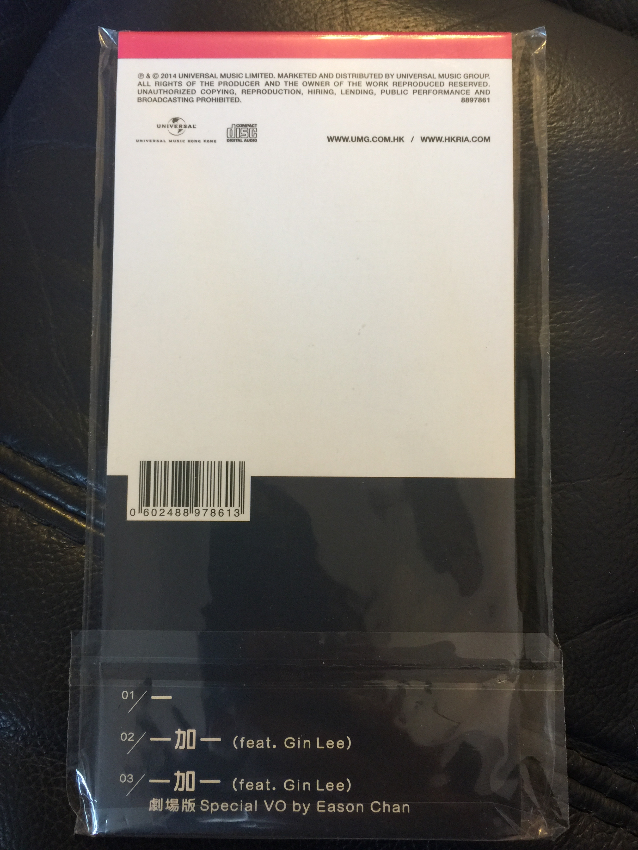 ℗ & © 2014 UNIVERSAL MUSIC LIMITED. MARKETED AND DISTRIBUTED BY UNIVERSAL MUSIC GROUP.
ALL RIGHTS OF THE PRODUCER AND THE OWNER OF THE WORK REPRODUCED RESERVED.
UNAUTHORIZED COPYING, REPRODUCTION, HIRING, LENDING, PUBLIC PERFORMANCE AND
BROADCASTING PROHIBITED. 8897861
UNIVERSAL
UNIVERSAL MUSIC HONG KONG
COMPACT
disc
DIGITAL AUDIO
WWW.UMG.COM.HK / WWW.HKRIA.COM
0 602488 978613
01/ 一
02/ 一加一 (feat. Gin Lee)
03/ 一加一 (feat. Gin Lee)
劇場版 Special VO by Eason Chan